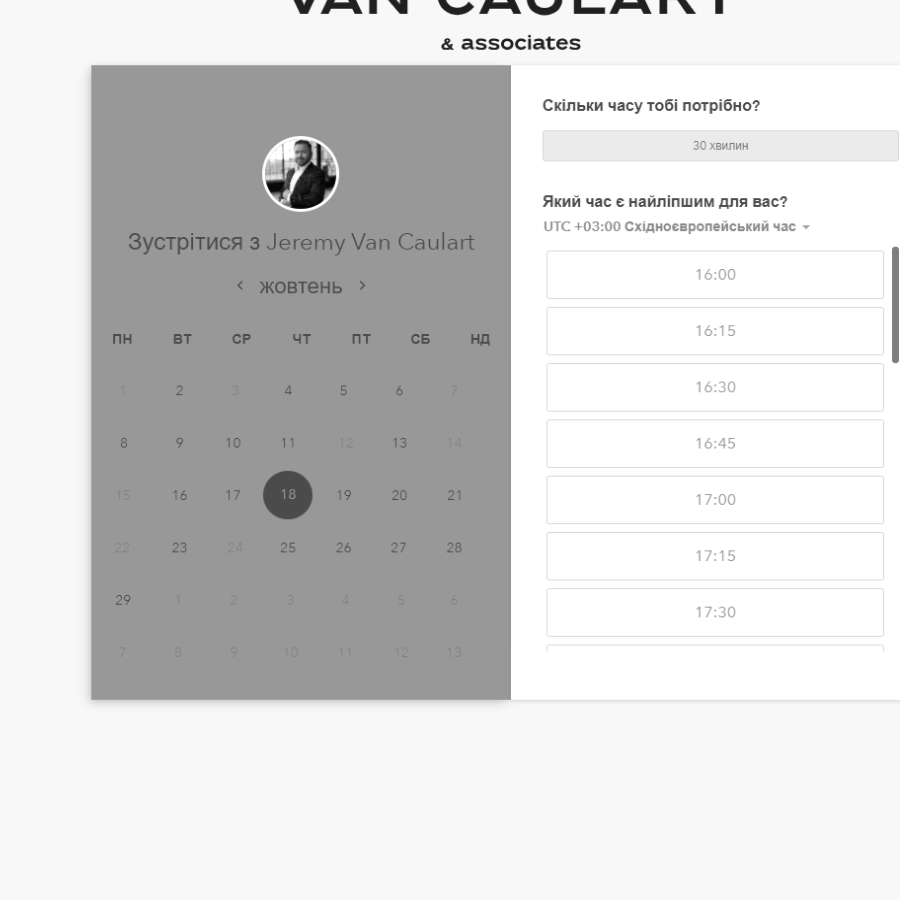 VAN CAULART
& associates
Зустрітися з Jeremy Van Caulart
жовтень
ПН ВТ СР ЧТ ПТ СБ НД
1 2 3 4 5 6 7
8 9 10 11 12 13 14
15 16 17 18 19 20 21
22 23 24 25 26 27 28
29 1 2 3 4 5 6
7 8 9 10 11 12 13
Скільки часу тобі потрібно?
30 хвилин
Який час є найліпшим для вас?
UTC +03:00 Східноєвропейський час
16:00
16:15
16:30
16:45
17:00
17:15
17:30